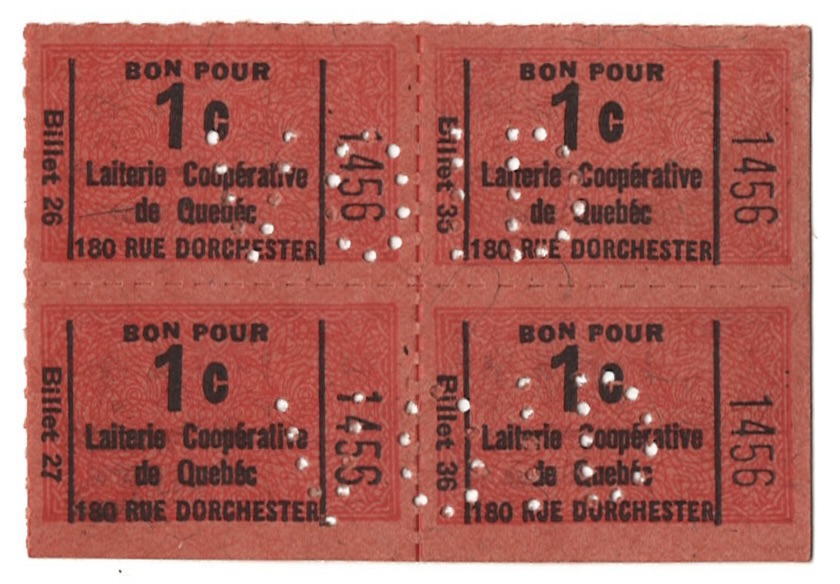 BON POUR
1c
Laiterie Coopérative
de Quebéc
180 RUE DORCHESTER
Billet 26
1456
BON POUR
1c
Laiterie Coopérative
de Quebéc
180 RUE DORCHESTER
Billet 35
1456
BON POUR
1c
Laiterie Coopérative
de Quebéc
180 RUE DORCHESTER
Billet 27
1456
BON POUR
1c
Laiterie Coopérative
de Quebéc
180 RUE DORCHESTER
Billet 36
1456